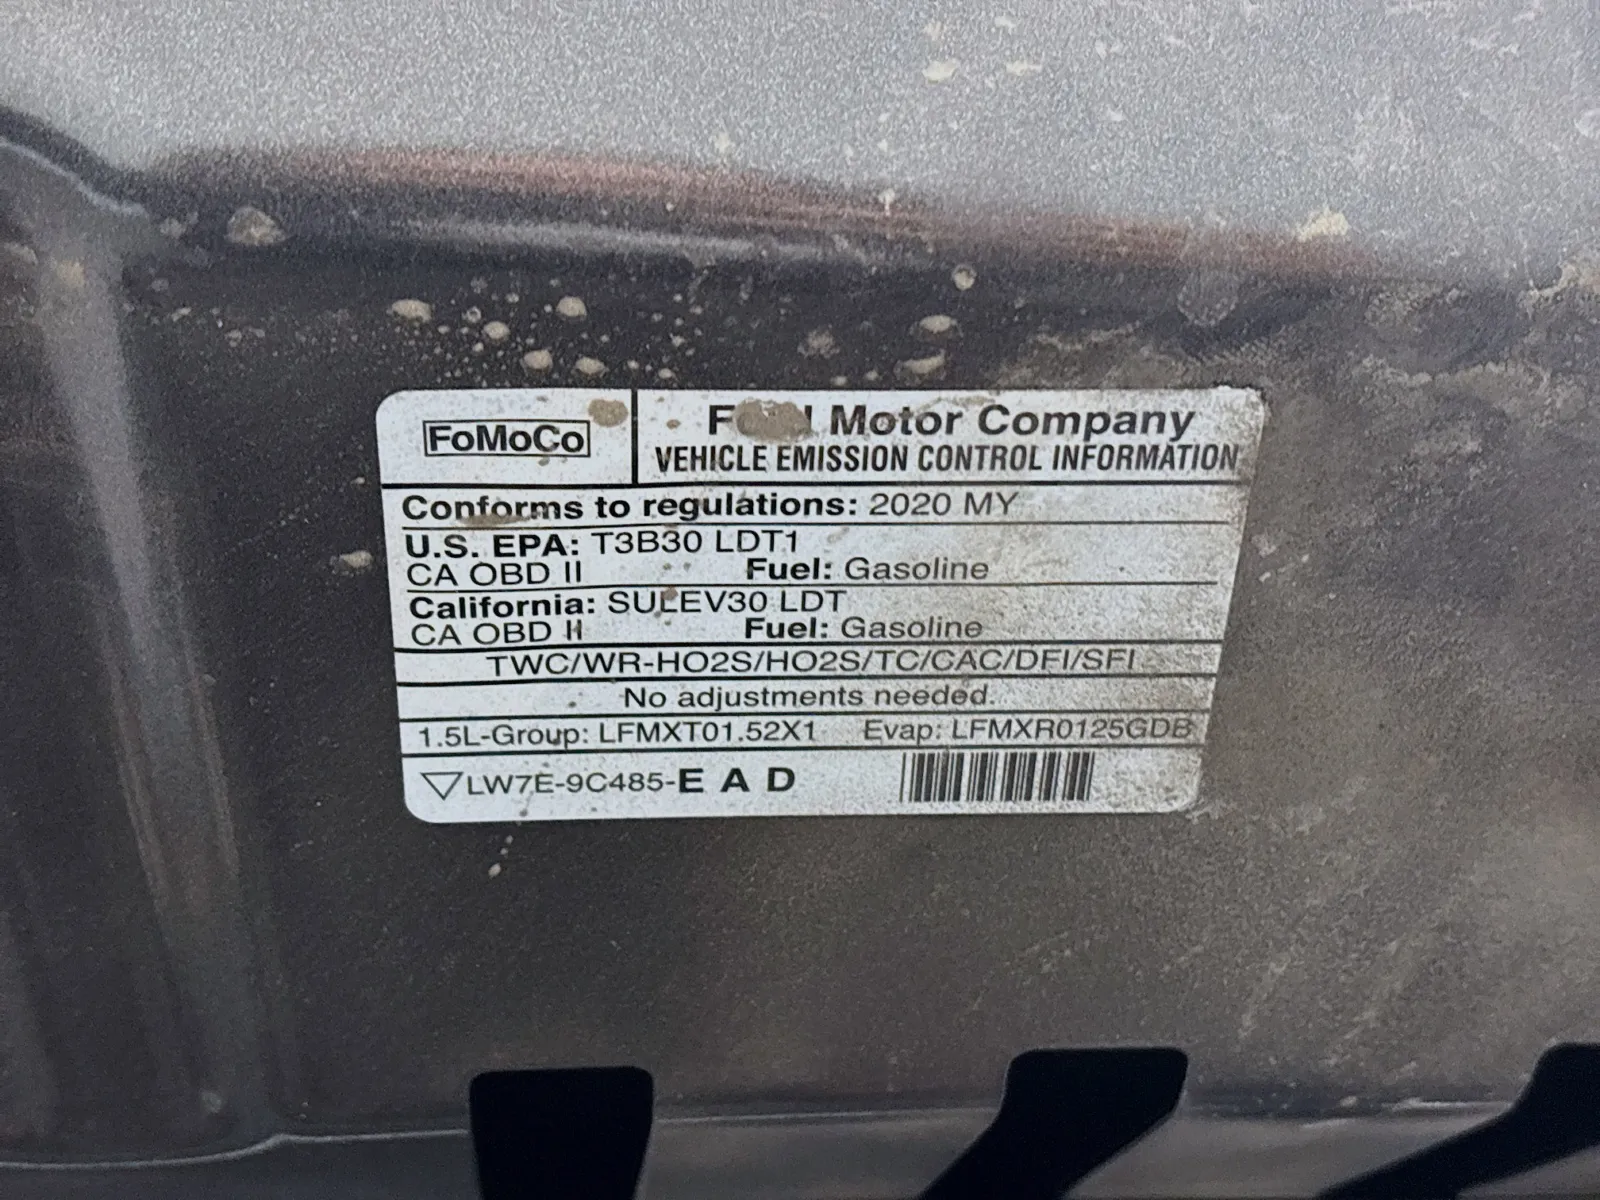 FoMoCo
Motor Company
VEHICLE EMISSION CONTROL INFORMATION
Conforms to regulations: 2020 MY
U.S. EPA: T3B30 LDT1
CA OBD II Fuel: Gasoline
California: SULEV30 LDT
CA OBD II Fuel: Gasoline
TWC/WR-HO2S/HO2S/TC/CAC/DFI/SFI
No adjustments needed.
1.5L-Group: LFMXT01.52X1 Evap: LFMXR0125GDB
LW7E-9C485-E A D